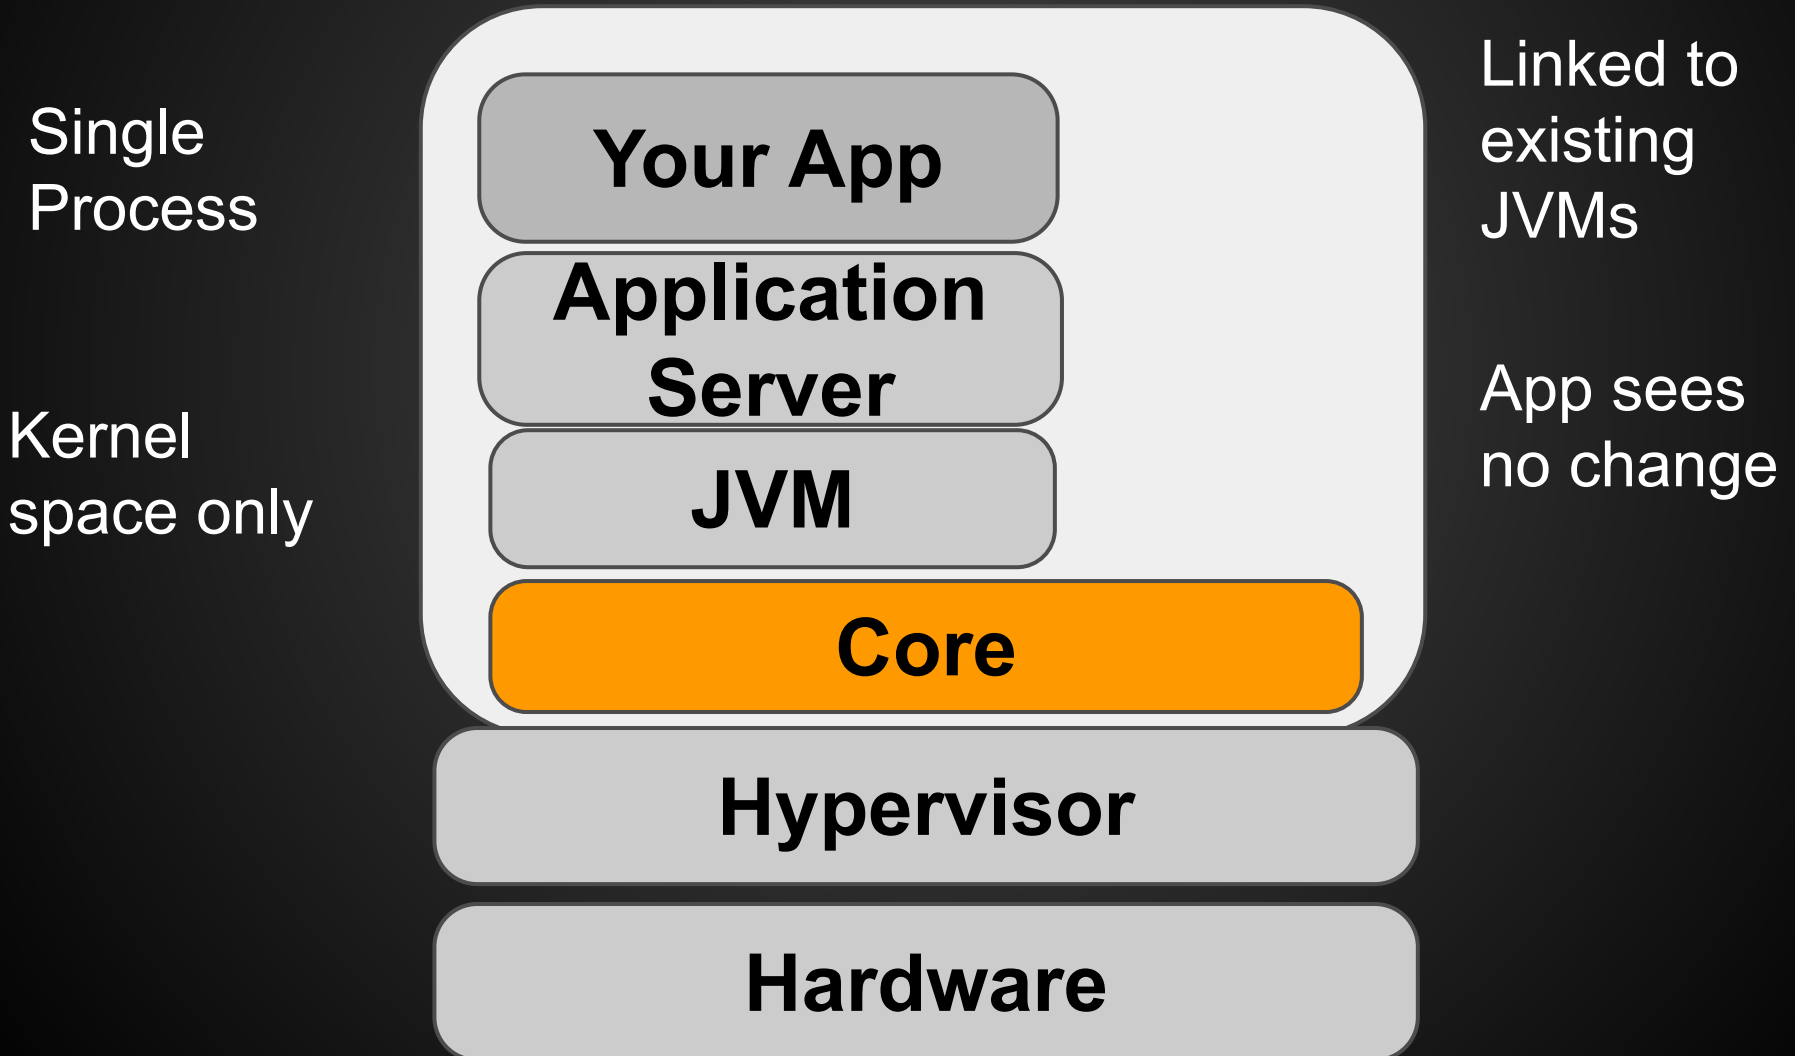 Single
Process
Kernel
space only
Your App
Application
Server
JVM
Core
Hypervisor
Hardware
Linked to
existing
JVMs
App sees
no change